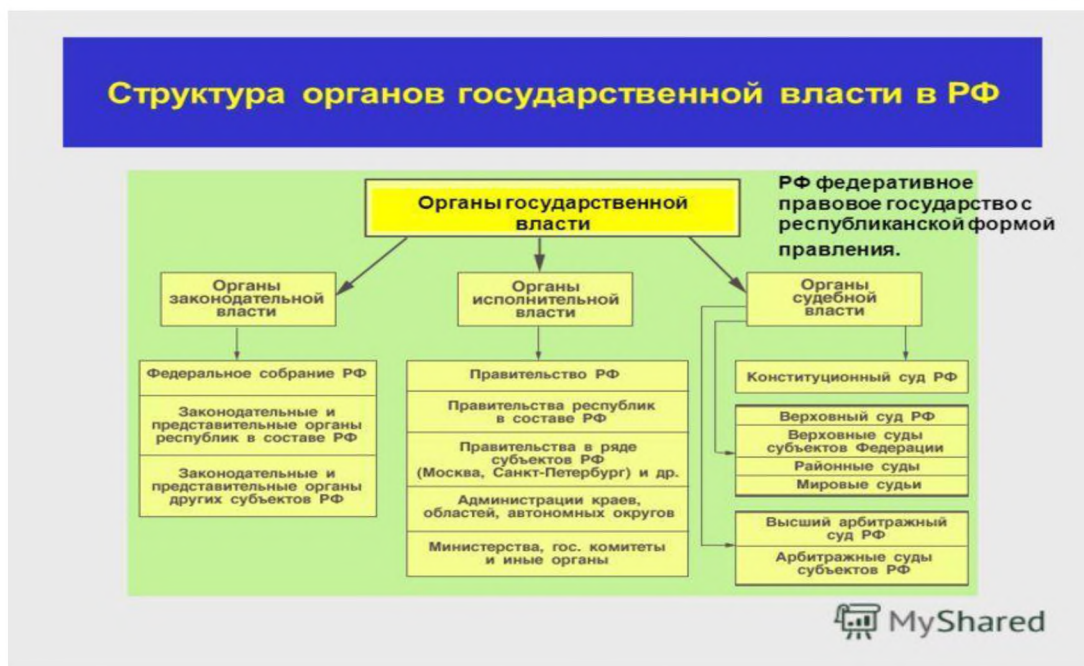 Структура органов государственной власти в РФ
РФ федеративное
правовое государство с
республиканской формой
правления.
Органы государственной
власти
Органы
законодательной
власти
Федеральное собрание РФ
Законодательные и
представительные органы
республик в составе РФ
Законодательные и
представительные органы
других субъектов РФ
Органы
исполнительной
власти
Правительство РФ
Правительства республик
в составе РФ
Правительства в ряде
субъектов РФ
(Москва, Санкт-Петербург) и др.
Администрации краев,
областей, автономных округов
Министерства, гос. комитеты
и иные органы
Органы
судебной
власти
Конституционный суд РФ
Верховный суд РФ
Верховные суды
субъектов Федерации
Районные суды
Мировые судьи
Высший арбитражный
суд РФ
Арбитражные суды
субъектов РФ
MyShared